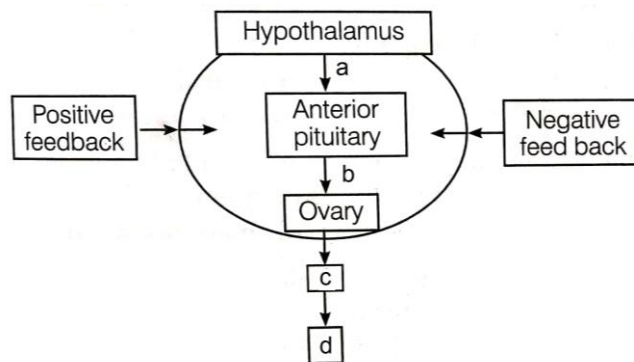 Hypothalamus
a
Positive
feedback
Anterior
pituitary
Negative
feed back
b
Ovary
c
d